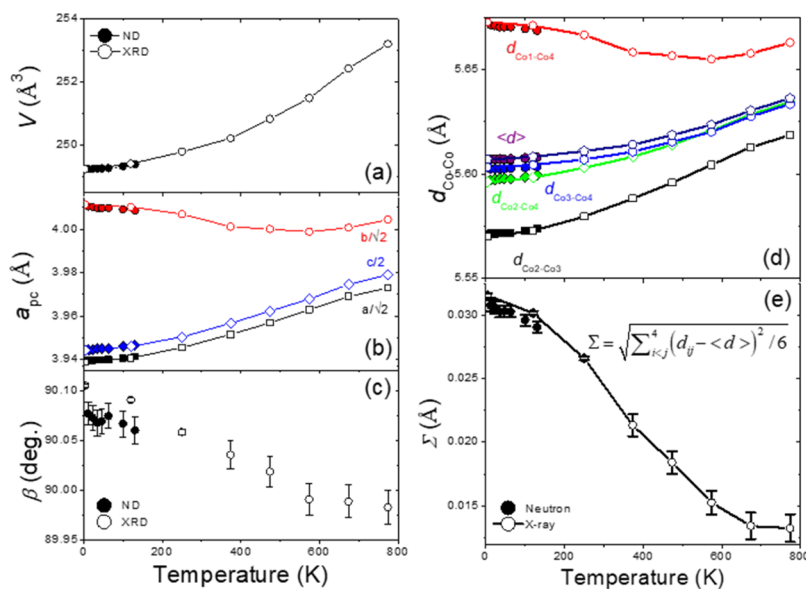 254
ND
XRD
252
250
V (Å³)
(a)
4.00
b/√2
3.98
c/2
a_pc (Å)
3.96
a/√2
3.94
(b)
90.10
(c)
90.05
β (deg.)
90.00
ND
XRD
89.95
0 200 400 600 800
Temperature (K)
d_Co1-Co4
5.65
<d>
d_Co-Co (Å)
5.60
d_Co3-Co4
d_Co2-Co4
d_Co2-Co3
(d)
5.55
0.030
(e)
Σ = √∑⁴_i<j (d_ij − <d>)² / 6
0.025
Σ (Å)
0.020
0.015
Neutron
X-ray
0 200 400 600 800
Temperature (K)